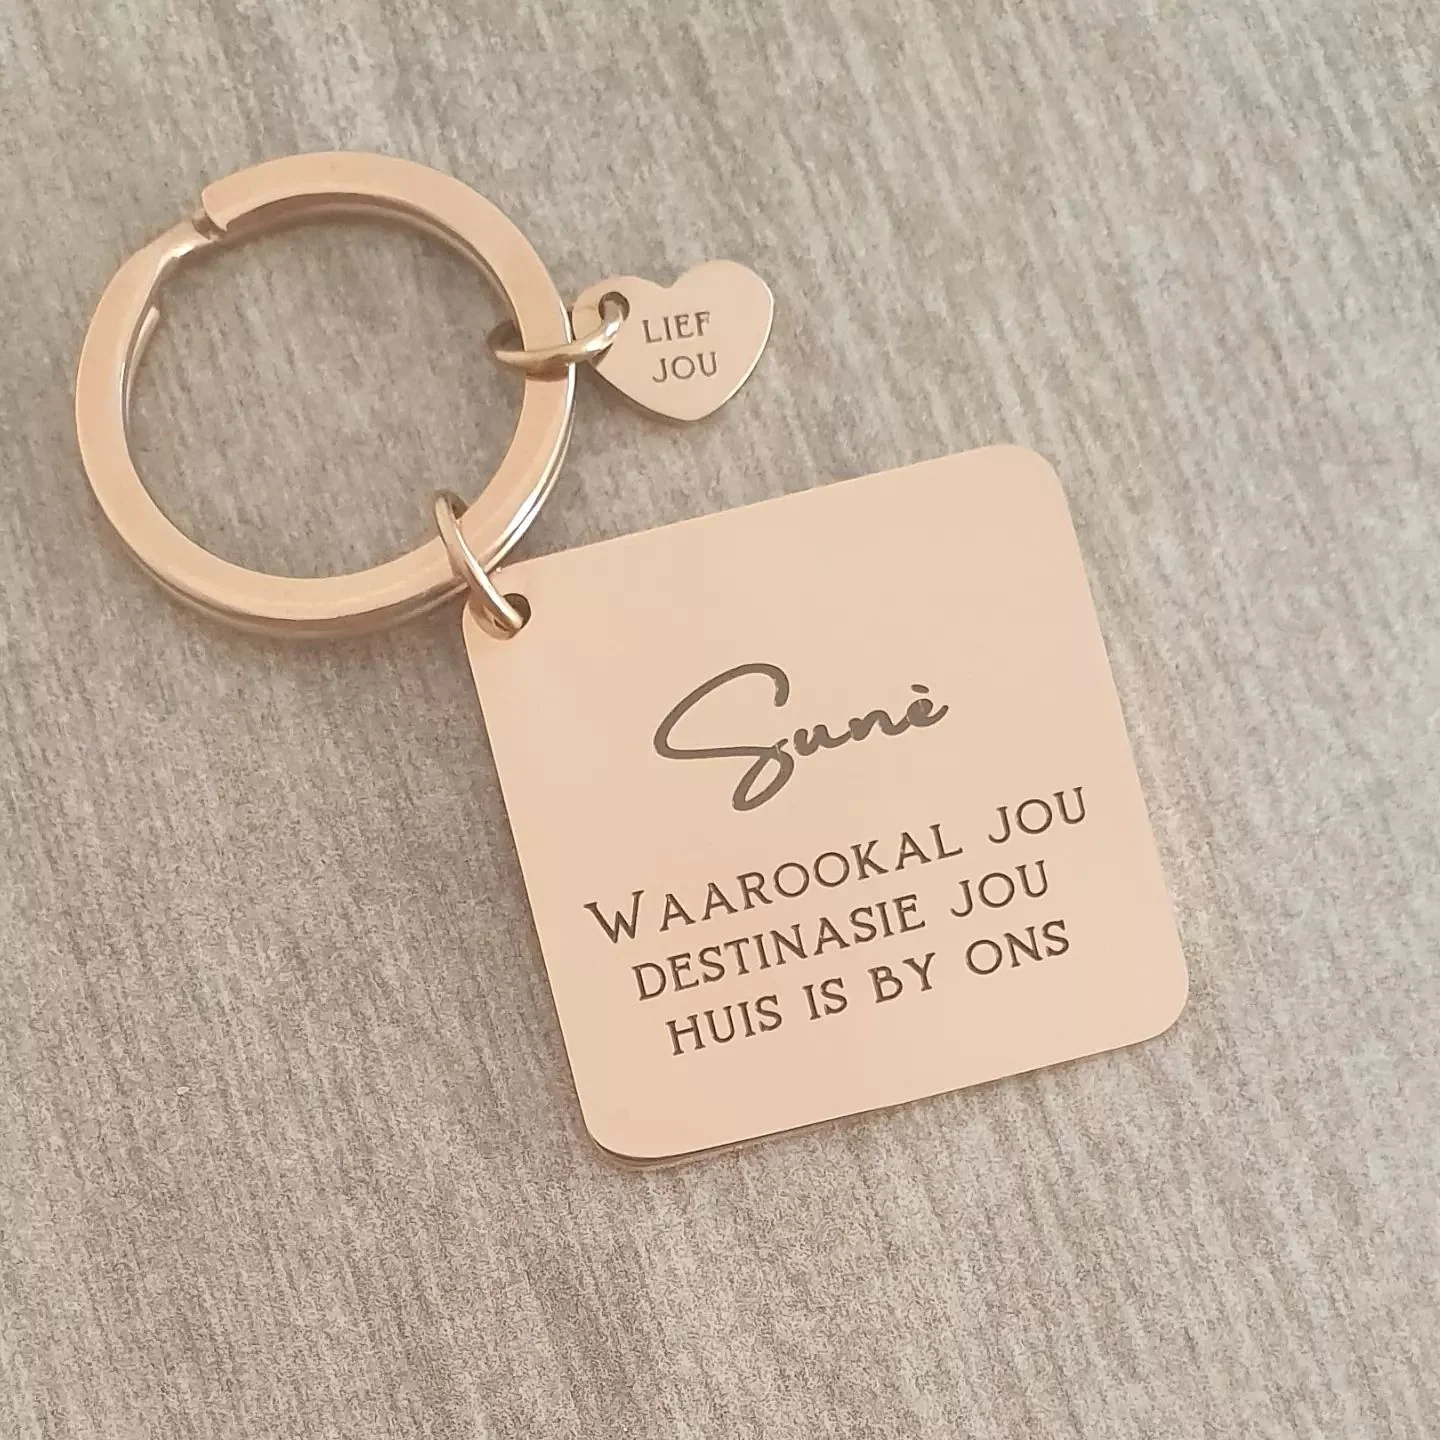 LIEF
JOU
Sunè
WAAROOKAL JOU
DESTINASIE JOU
HUIS IS BY ONS